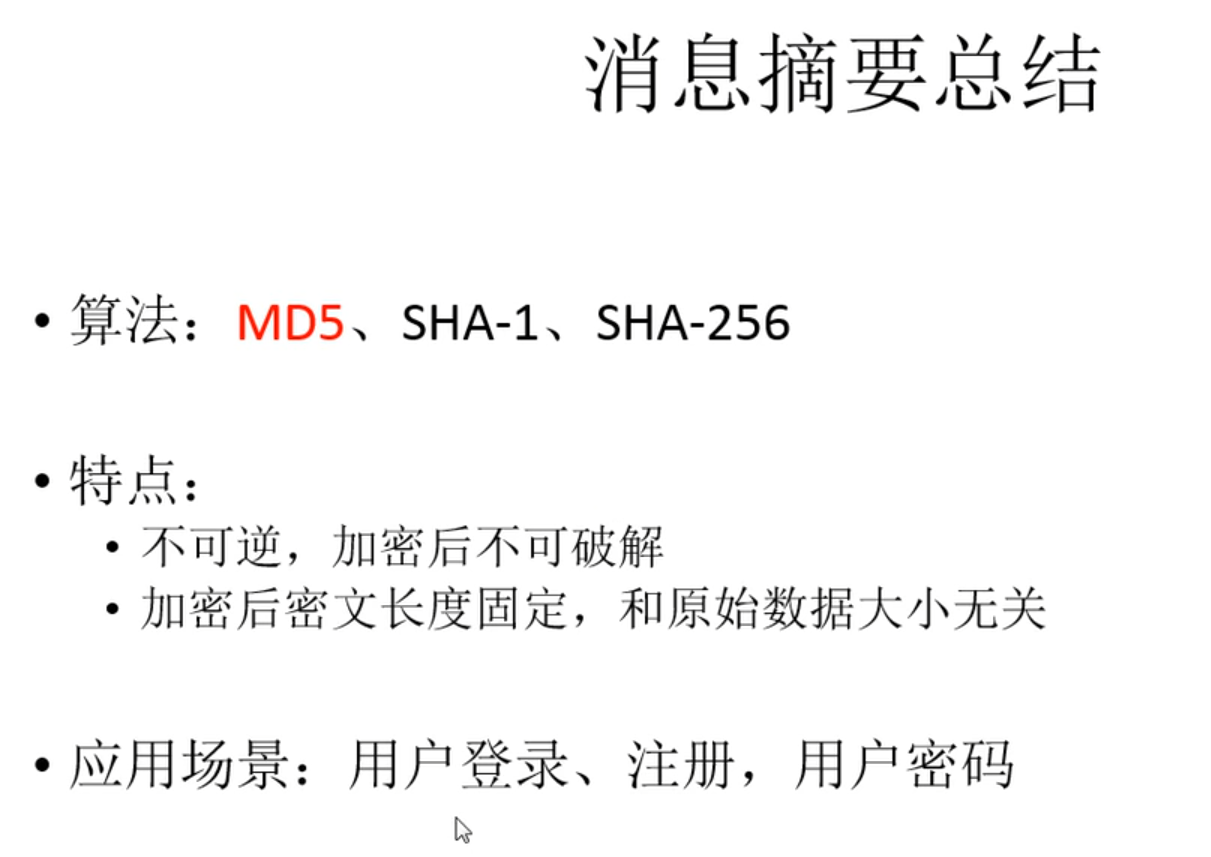 消息摘要总结
• 算法：MD5、SHA-1、SHA-256
• 特点：
• 不可逆，加密后不可破解
• 加密后密文长度固定，和原始数据大小无关
• 应用场景：用户登录、注册，用户密码